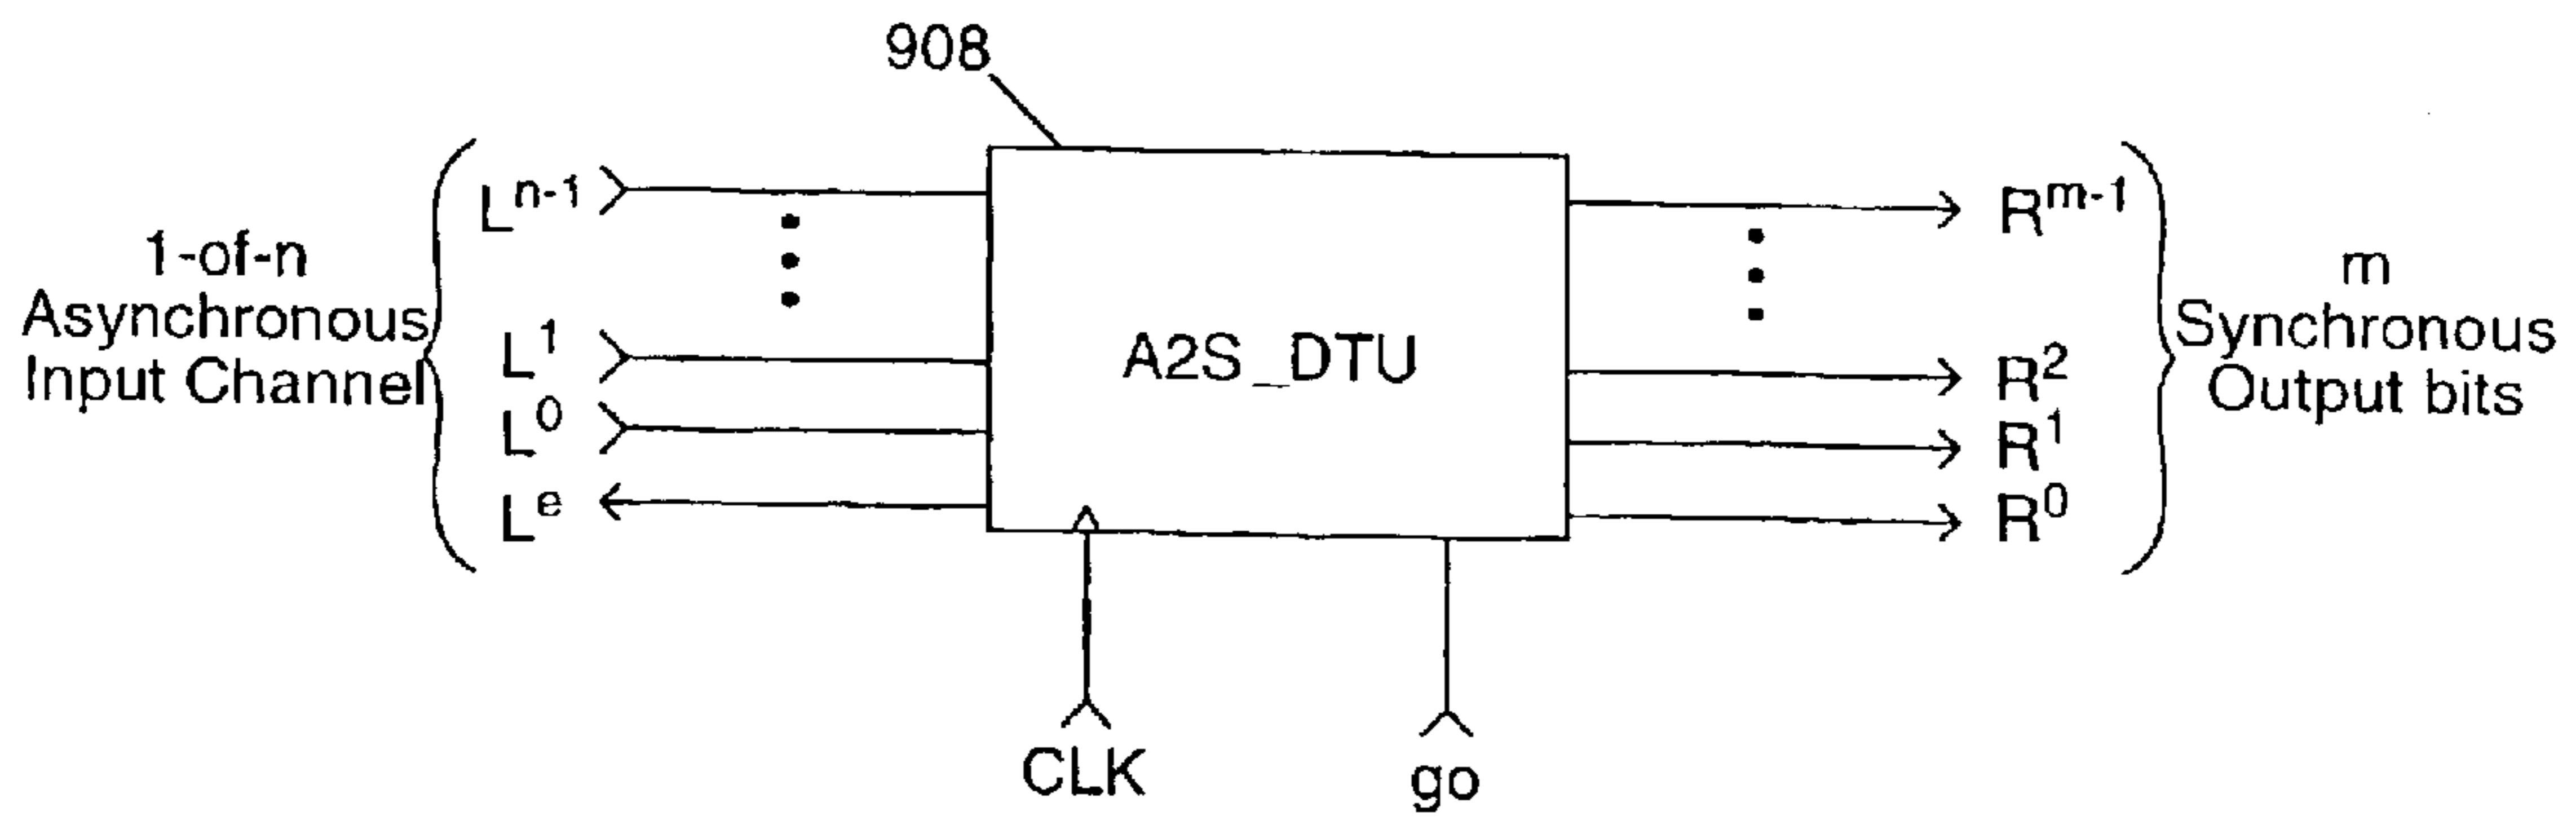 908
1-of-n
Asynchronous
Input Channel
L^n-1
L^1
L^0
L^e
A2S_DTU
CLK
go
R^m-1
R^2
R^1
R^0
m
Synchronous
Output bits